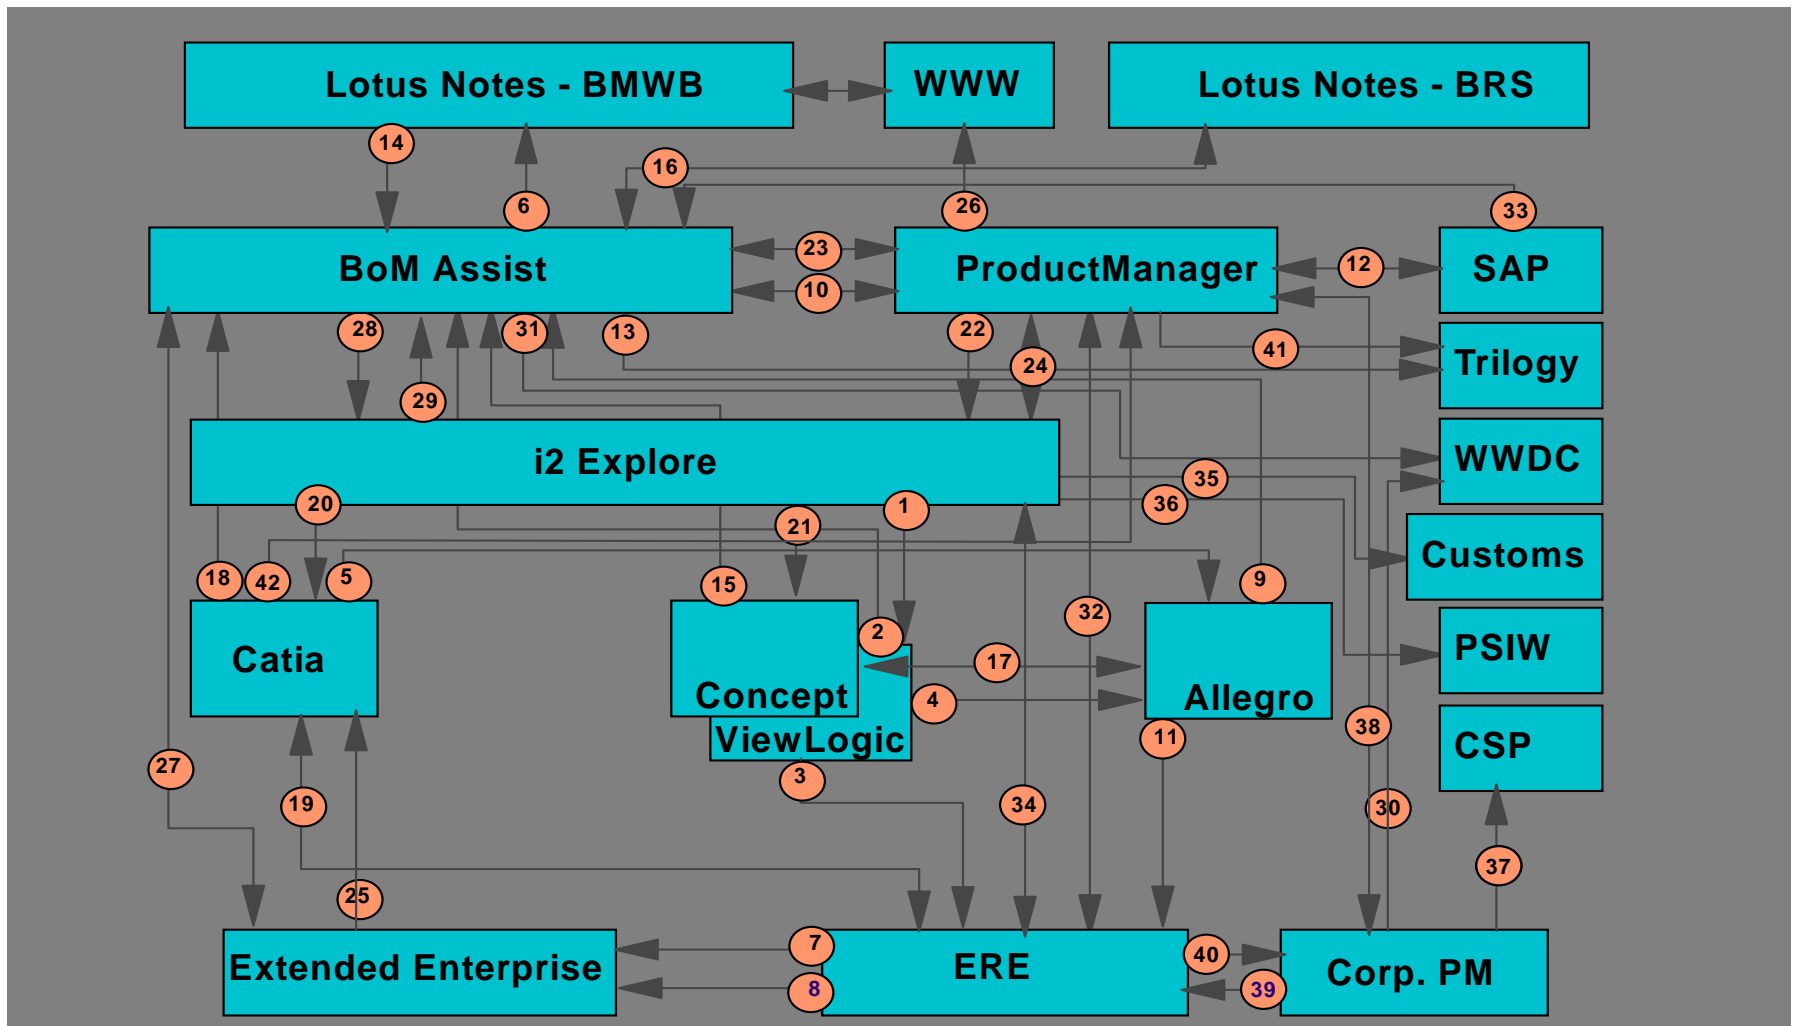 Lotus Notes - BMWB
WWW
Lotus Notes - BRS
14
16
6
26
33
BoM Assist
23
10
ProductManager
12
SAP
28
31
13
22
41
24
29
Trilogy
i2 Explore
WWDC
20
1
21
35
36
Customs
18
42
5
15
9
2
32
Catia
17
PSIW
Concept
4
Allegro
ViewLogic
11
38
CSP
27
3
19
34
30
37
25
Extended Enterprise
7
8
ERE
40
39
Corp. PM